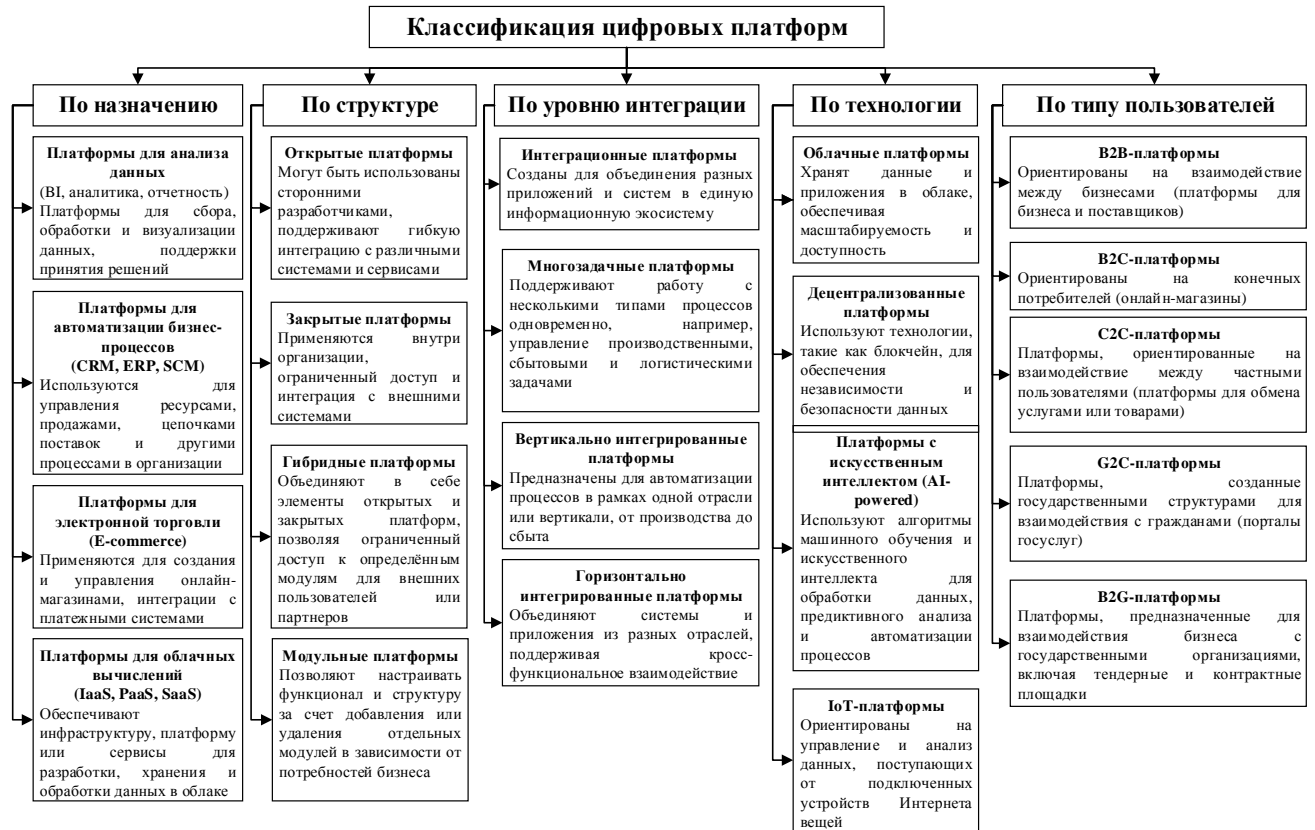 Классификация цифровых платформ
По назначению
Платформы для анализа
данных
(BI, аналитика, отчетность)
Платформы для сбора,
обработки и визуализации
данных, поддержки
принятия решений
Платформы для
автоматизации бизнес-
процессов
(CRM, ERP, SCM)
Используются для
управления ресурсами,
продажами, цепочками
поставок и другими
процессами в организации
Платформы для
электронной торговли
(E-commerce)
Применяются для создания
и управления онлайн-
магазинами, интеграции с
платежными системами
Платформы для облачных
вычислений
(IaaS, PaaS, SaaS)
Обеспечивают
инфраструктуру, платформу
или сервисы для
разработки, хранения и
обработки данных в облаке
По структуре
Открытые платформы
Могут быть использованы
сторонними
разработчиками,
поддерживают гибкую
интеграцию с различными
системами и сервисами
Закрытые платформы
Применяются внутри
организации,
ограниченный доступ и
интеграция с внешними
системами
Гибридные платформы
Объединяют в себе
элементы открытых и
закрытых платформ,
позволяя ограниченный
доступ к определённым
модулям для внешних
пользователей или
партнеров
Модульные платформы
Позволяют настраивать
функционал и структуру
за счет добавления или
удаления отдельных
модулей в зависимости от
потребностей бизнеса
По уровню интеграции
Интеграционные платформы
Созданы для объединения разных
приложений и систем в единую
информационную экосистему
Многозадачные платформы
Поддерживают работу с
несколькими типами процессов
одновременно, например,
управление производственными,
сбытовыми и логистическими
задачами
Вертикально интегрированные
платформы
Предназначены для автоматизации
процессов в рамках одной отрасли
или вертикали, от производства до
сбыта
Горизонтально
интегрированные платформы
Объединяют системы и
приложения из разных отраслей,
поддерживая кросс-
функциональное взаимодействие
По технологии
Облачные платформы
Хранят данные и
приложения в облаке,
обеспечивая
масштабируемость и
доступность
Децентрализованные
платформы
Используют технологии,
такие как блокчейн, для
обеспечения
независимости и
безопасности данных
Платформы с
искусственным
интеллектом (AI-
powered)
Используют алгоритмы
машинного обучения и
искусственного
интеллекта для
обработки данных,
предиктивного анализа
и автоматизации
процессов
IoT-платформы
Ориентированы на
управление и анализ
данных, поступающих
от подключенных
устройств Интернета
вещей
По типу пользователей
B2B-платформы
Ориентированы на взаимодействие
между бизнесами (платформы для
бизнеса и поставщиков)
B2C-платформы
Ориентированы на конечных
потребителей (онлайн-магазины)
C2C-платформы
Платформы, ориентированные на
взаимодействие между частными
пользователями (платформы для обмена
услугами или товарами)
G2C-платформы
Платформы, созданные
государственными структурами для
взаимодействия с гражданами (порталы
госуслуг)
B2G-платформы
Платформы, предназначенные для
взаимодействия бизнеса с
государственными организациями,
включая тендерные и контрактные
площадки